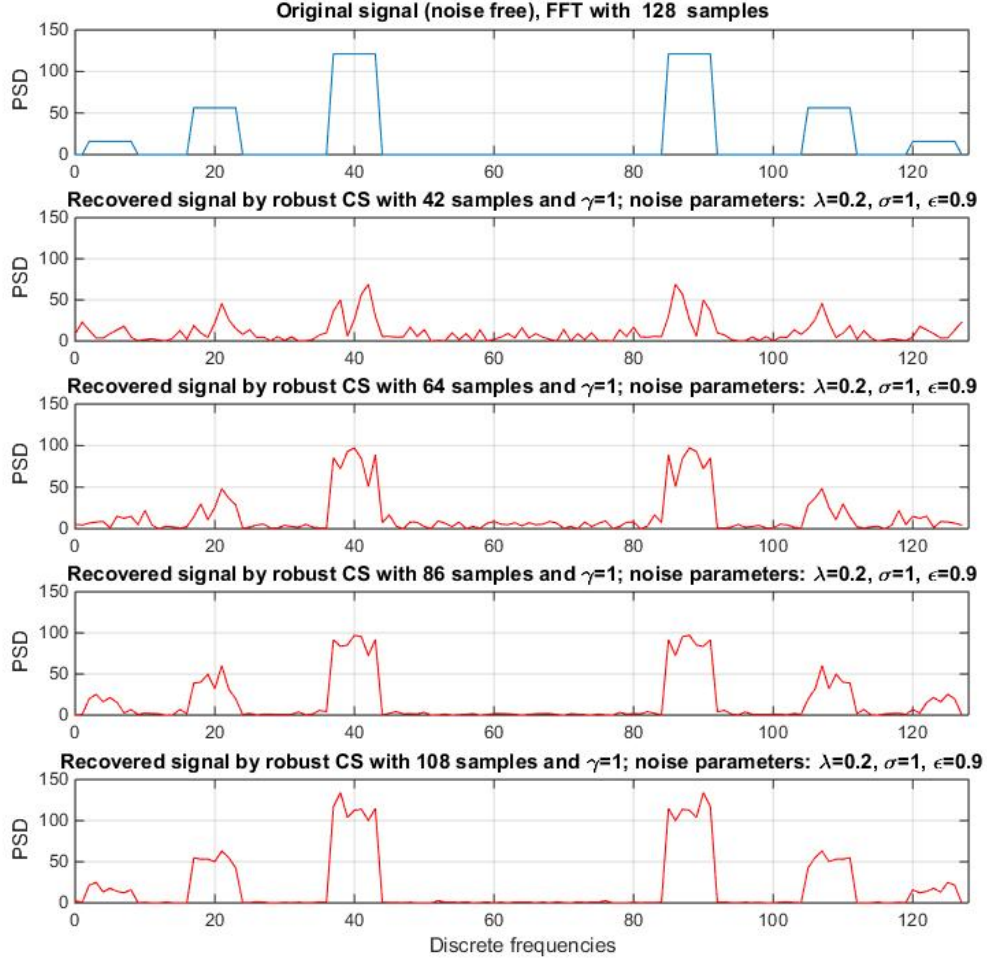 Original signal (noise free), FFT with 128 samples
150
100
50
0
PSD
0 20 40 60 80 100 120
Recovered signal by robust CS with 42 samples and γ=1; noise parameters: λ=0.2, σ=1, ϵ=0.9
150
100
50
0
PSD
0 20 40 60 80 100 120
Recovered signal by robust CS with 64 samples and γ=1; noise parameters: λ=0.2, σ=1, ϵ=0.9
150
100
50
0
PSD
0 20 40 60 80 100 120
Recovered signal by robust CS with 86 samples and γ=1; noise parameters: λ=0.2, σ=1, ϵ=0.9
150
100
50
0
PSD
0 20 40 60 80 100 120
Recovered signal by robust CS with 108 samples and γ=1; noise parameters: λ=0.2, σ=1, ϵ=0.9
150
100
50
0
PSD
0 20 40 60 80 100 120
Discrete frequencies